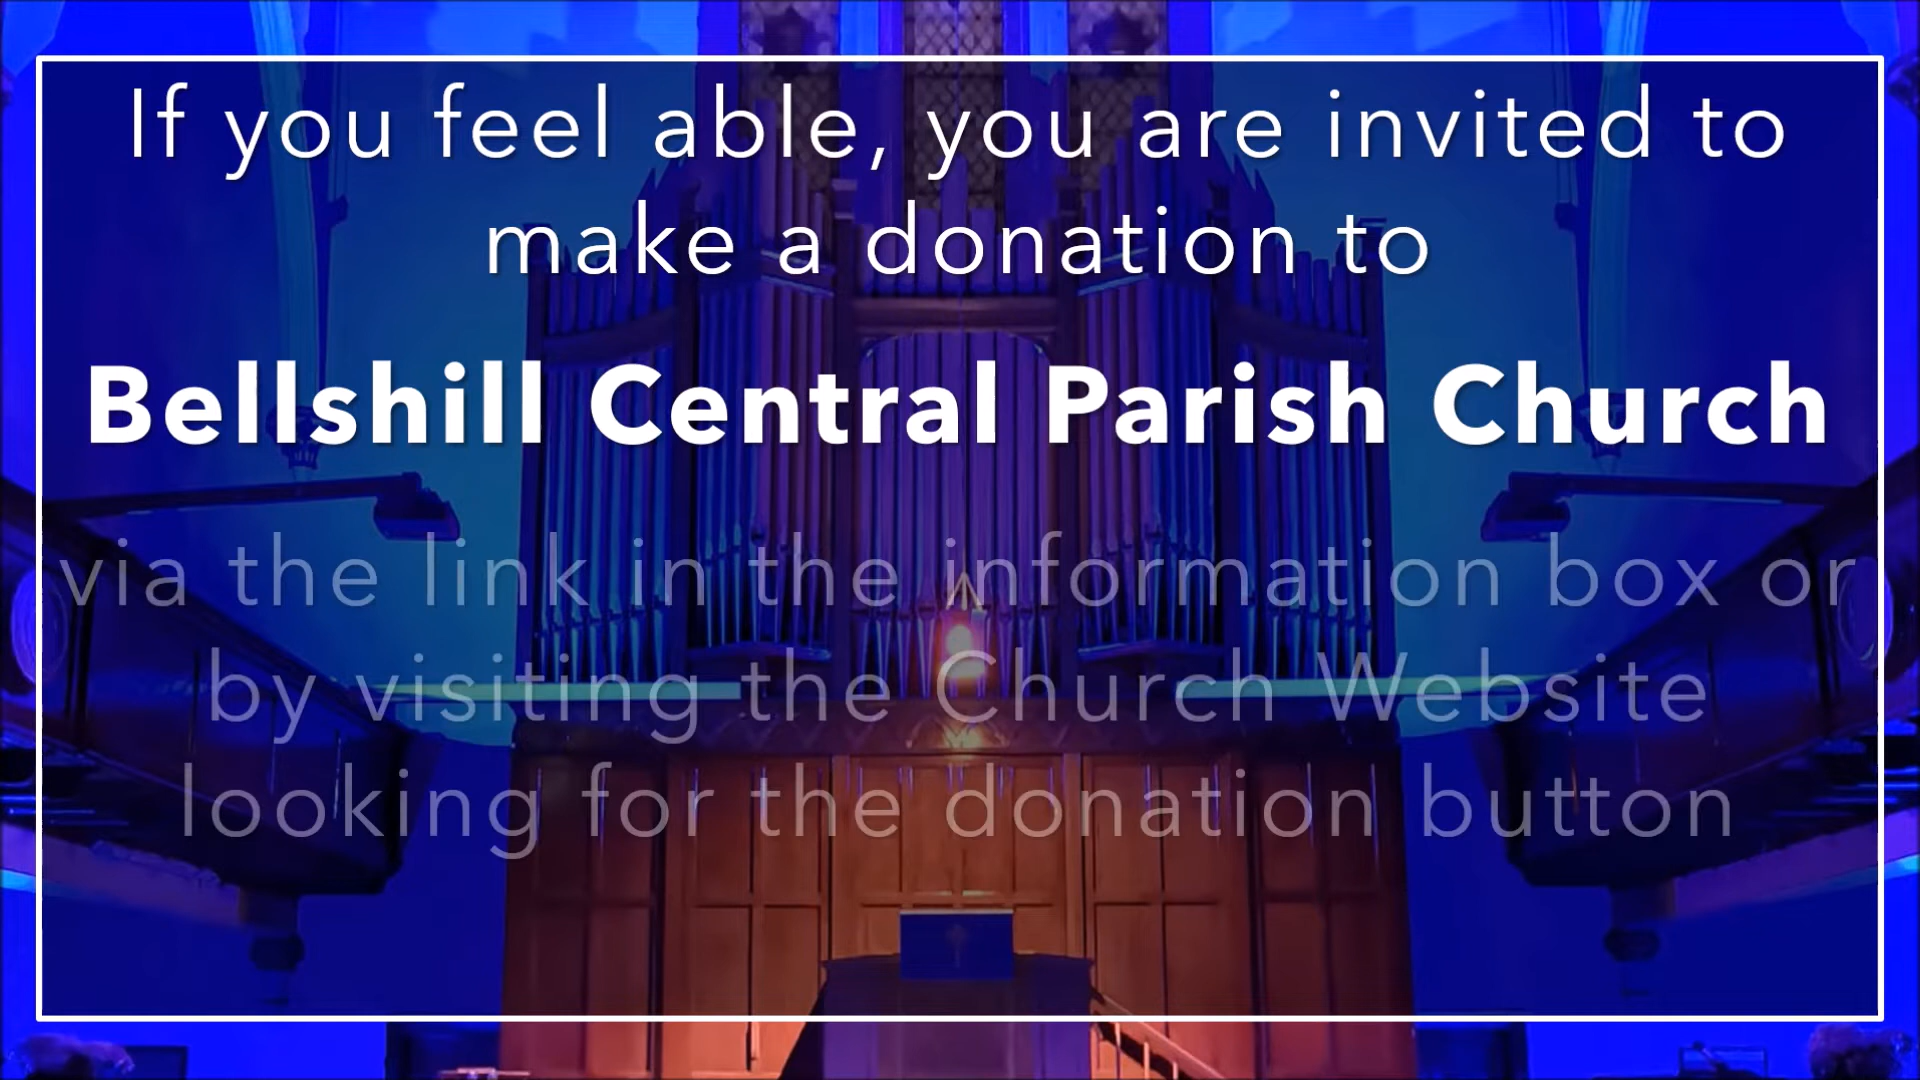 If you feel able, you are invited to
make a donation to
Bellshill Central Parish Church
via the link in the information box or
by visiting the Church Website
looking for the donation button